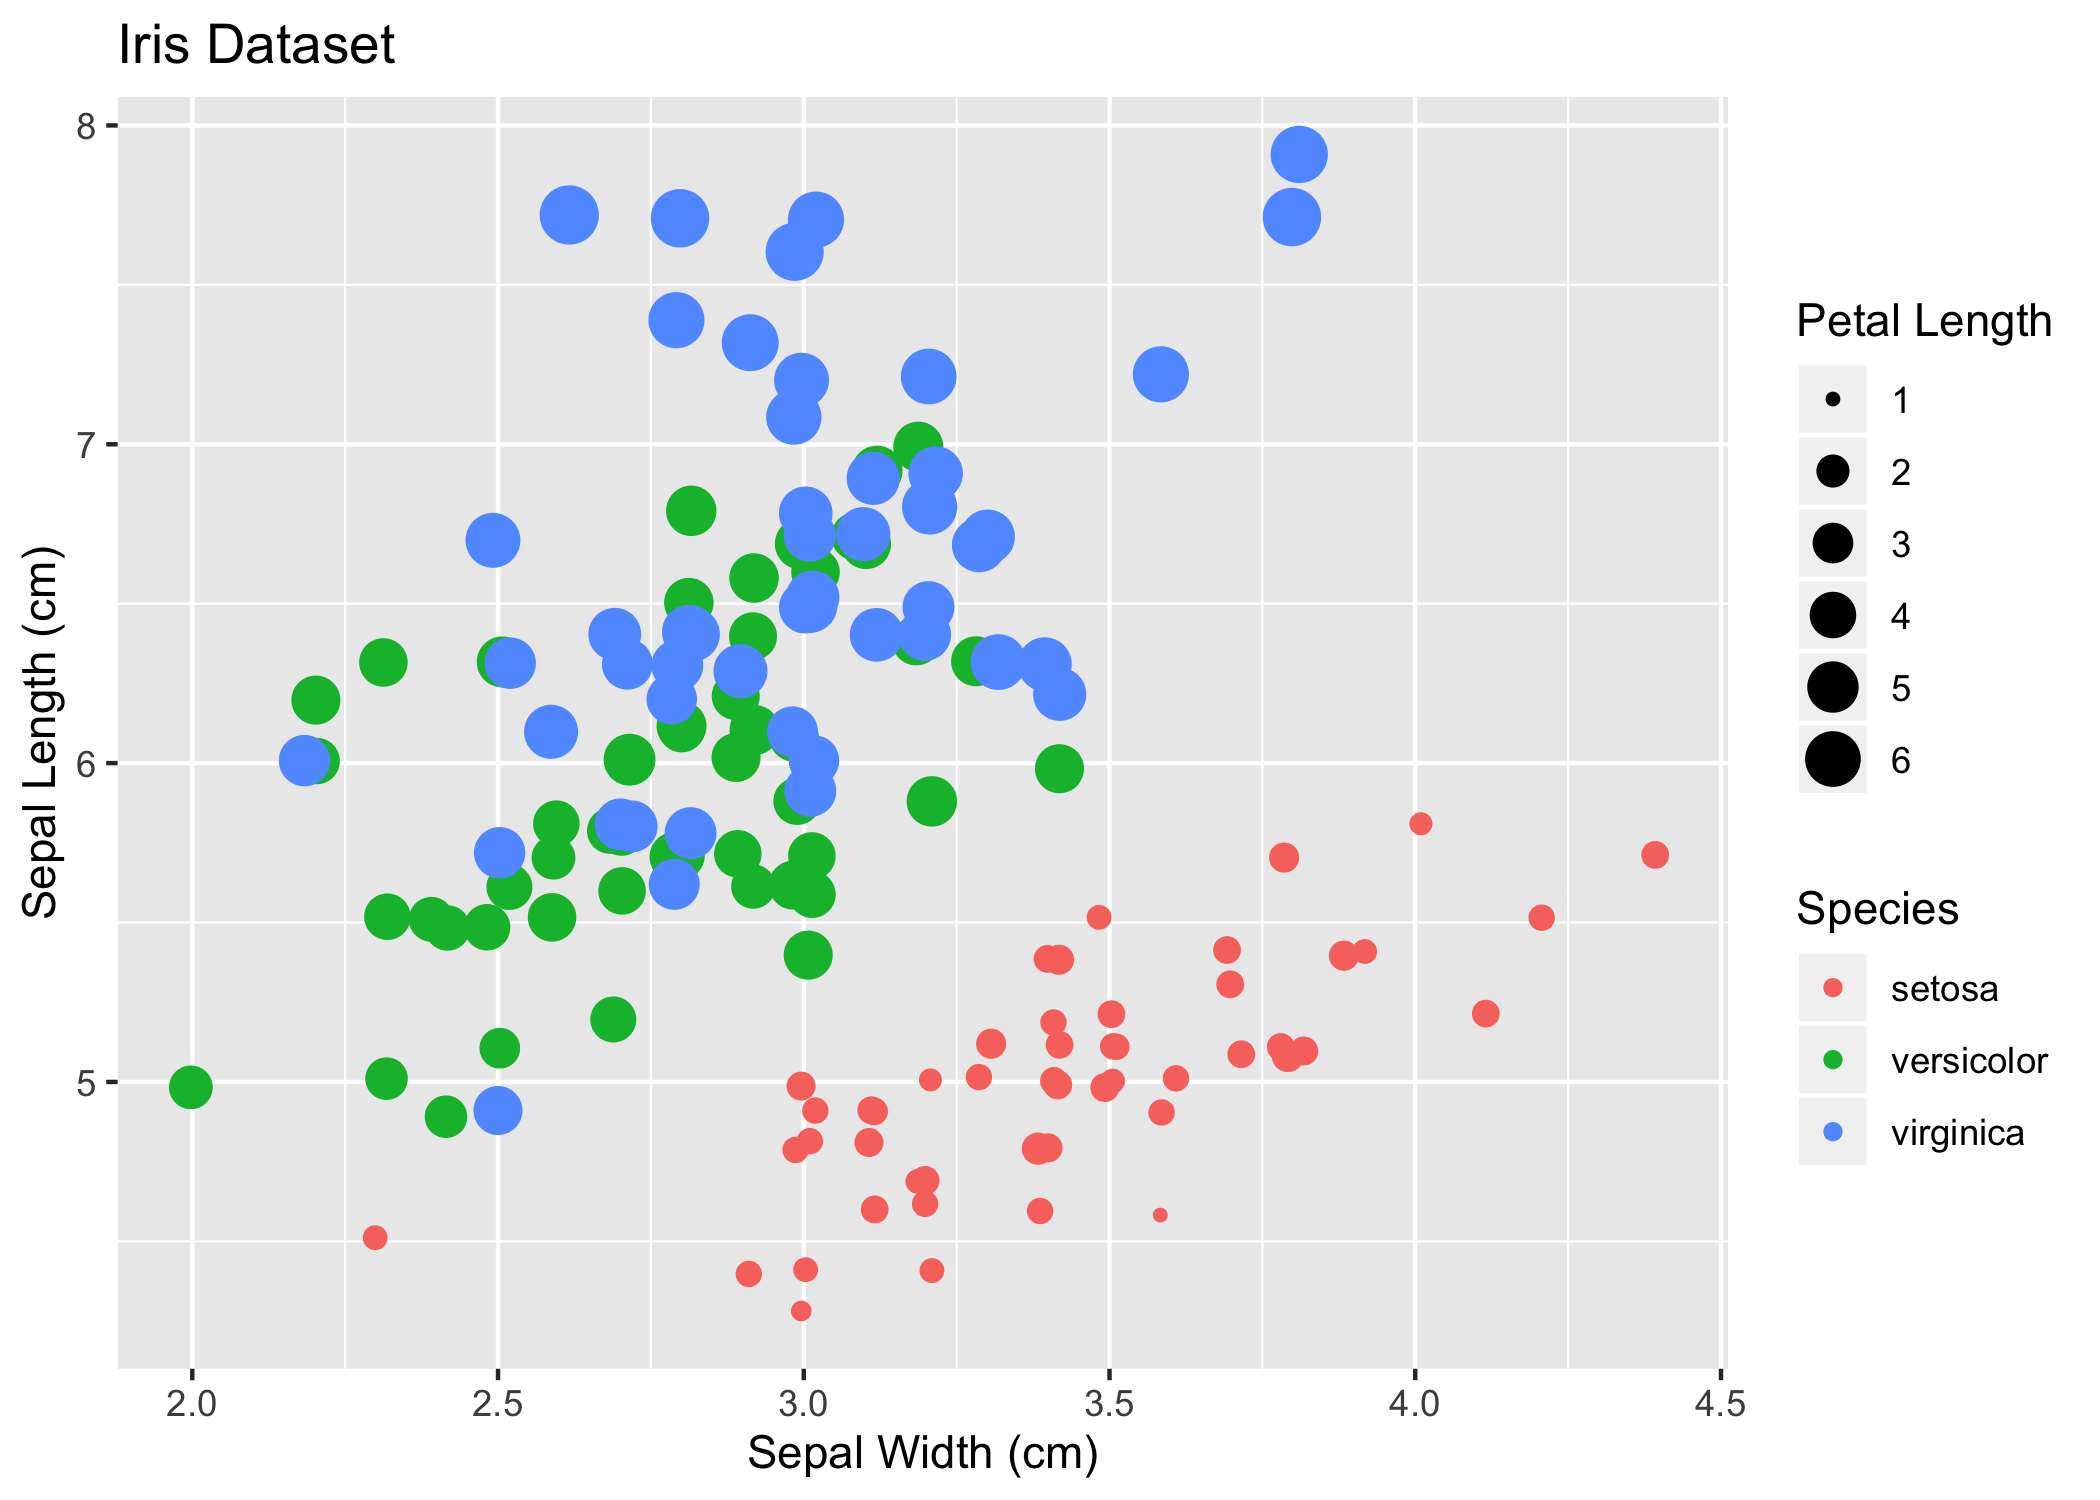 Iris Dataset
8
7
6
5
Sepal Length (cm)
2.0 2.5 3.0 3.5 4.0 4.5
Sepal Width (cm)
Petal Length
1
2
3
4
5
6
Species
setosa
versicolor
virginica